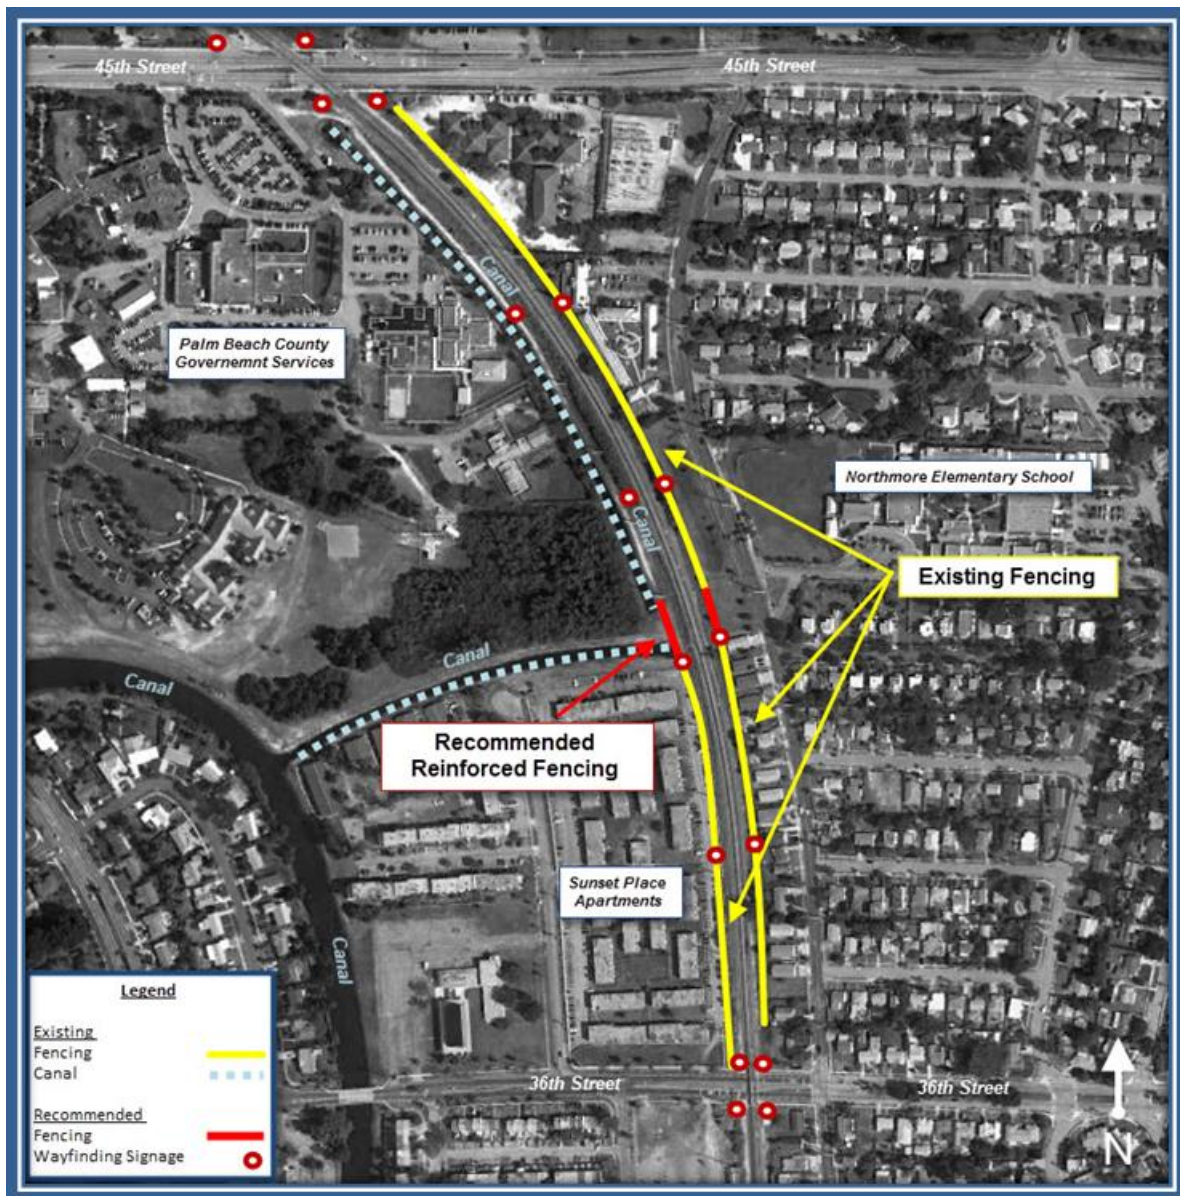 45th Street
45th Street
Canal
Palm Beach County
Governemnt Services
Northmore Elementary School
Canal
Existing Fencing
Canal
Canal
Recommended
Reinforced Fencing
Sunset Place
Apartments
Canal
Legend
Existing
Fencing
Canal
Recommended
Fencing
Wayfinding Signage
36th Street
36th Street
N